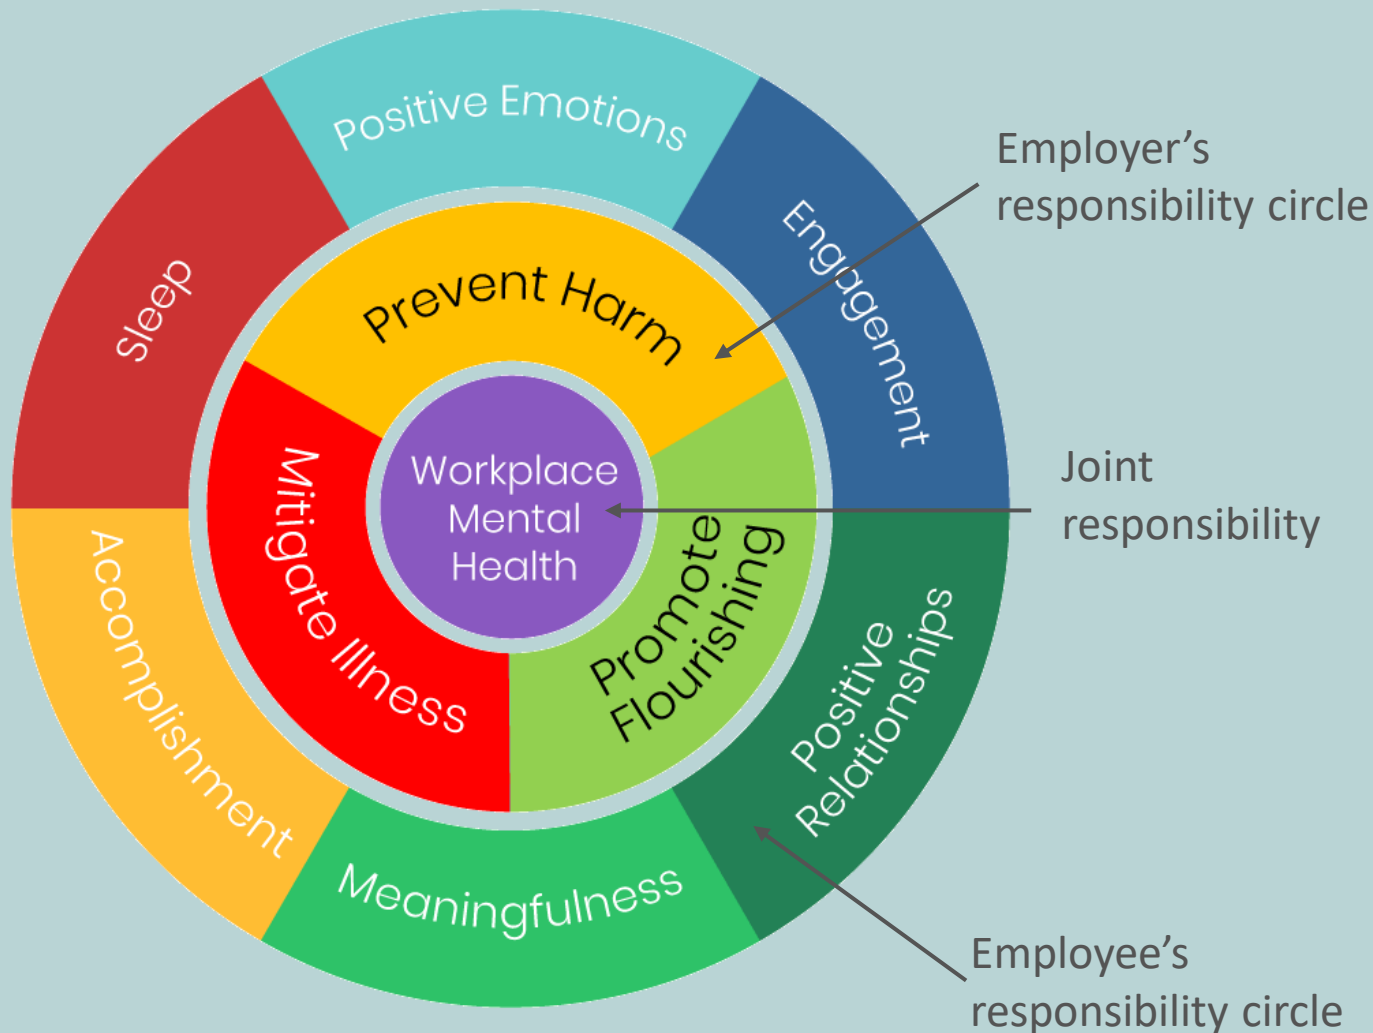 Positive Emotions
Engagement
Positive
Relationships
Meaningfulness
Accomplishment
Sleep
Prevent Harm
Promote
Flourishing
Mitigate Illness
Workplace
Mental
Health
Employer’s
responsibility circle
Joint
responsibility
Employee’s
responsibility circle